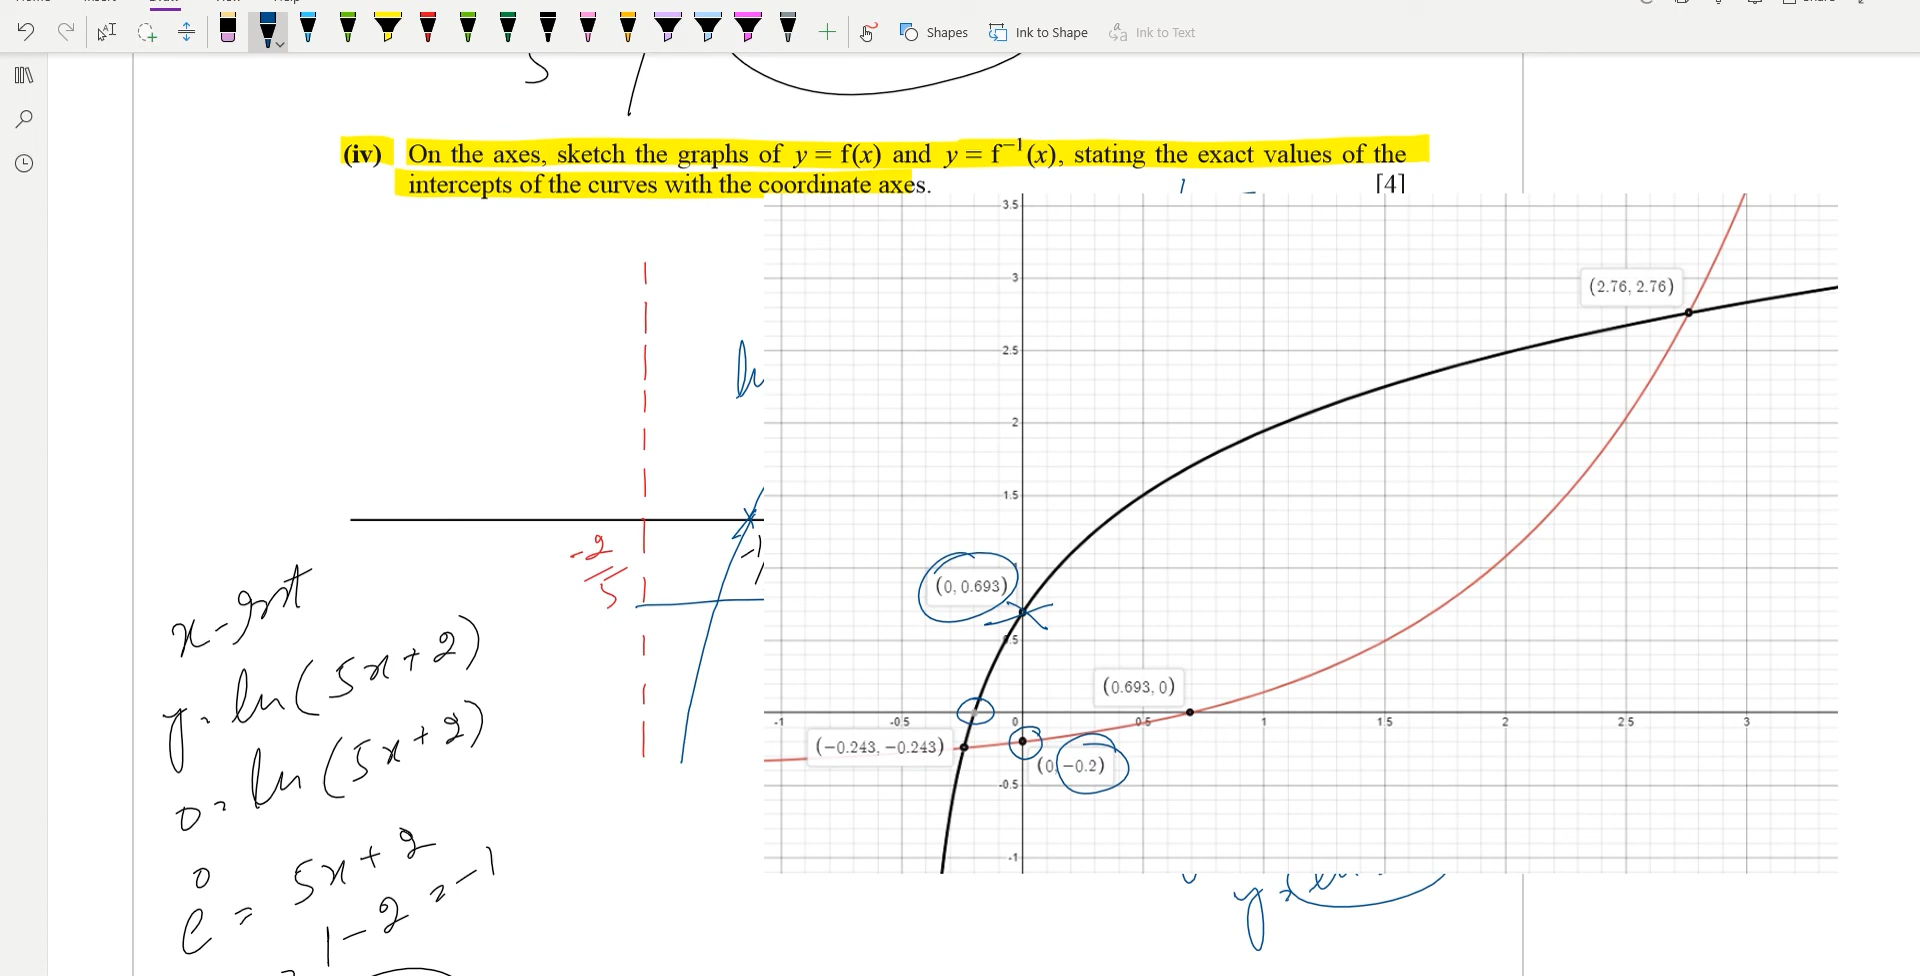 Shapes Ink to Shape Ink to Text
(iv) On the axes, sketch the graphs of y = f(x) and y = f⁻¹(x), stating the exact values of the
intercepts of the curves with the coordinate axes. [4]
3.5
3
(2.76, 2.76)
2.5
2
1.5
-2/5
(0, 0.693)
x-int
y = ln(5x+2)
0 = ln(5x+2)
(0.693, 0)
-1 -0.5 0 0.5 1 1.5 2 2.5 3
(−0.243, −0.243)
(0, −0.2)
-0.5
-1
e⁰ = 5x+2
1-2 = -1
y =